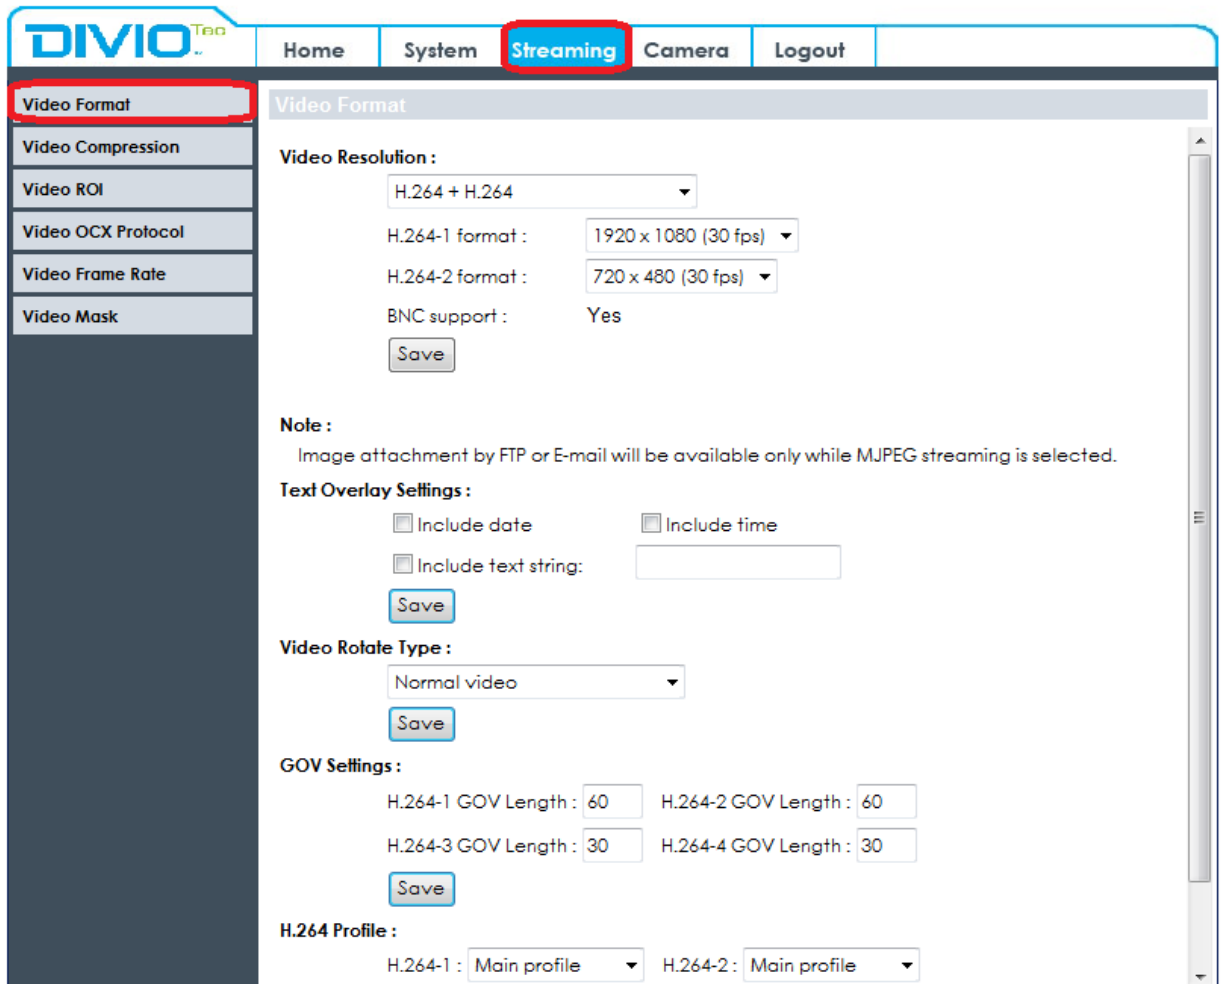 DIVIO Tec
Home System Streaming Camera Logout
Video Format
Video Compression
Video ROI
Video OCX Protocol
Video Frame Rate
Video Mask
Video Format
Video Resolution :
H.264 + H.264
H.264-1 format : 1920 x 1080 (30 fps)
H.264-2 format : 720 x 480 (30 fps)
BNC support : Yes
Save
Note :
Image attachment by FTP or E-mail will be available only while MJPEG streaming is selected.
Text Overlay Settings :
Include date Include time
Include text string:
Save
Video Rotate Type :
Normal video
Save
GOV Settings :
H.264-1 GOV Length : 60 H.264-2 GOV Length : 60
H.264-3 GOV Length : 30 H.264-4 GOV Length : 30
Save
H.264 Profile :
H.264-1 : Main profile H.264-2 : Main profile